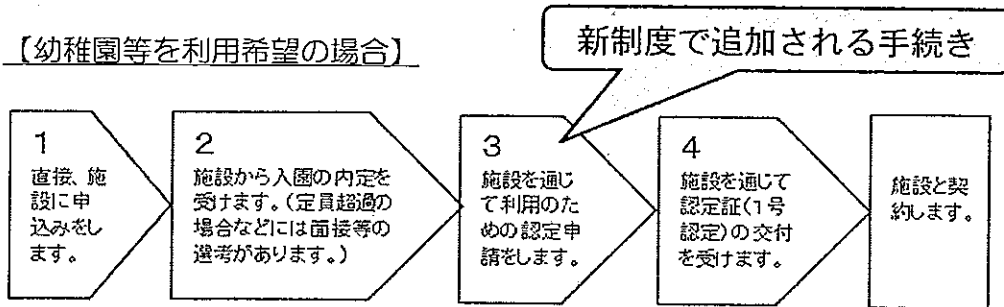 【幼稚園等を利用希望の場合】
新制度で追加される手続き
1
直接、施
設に申
込みをし
ます。
2
施設から入園の内定を
受けます。(定員超過の
場合などには面接等の
選考があります。)
3
施設を通じ
て利用のた
めの認定申
請をします。
4
施設を通じて
認定証(1号
認定)の交付
を受けます。
施設と契
約します。